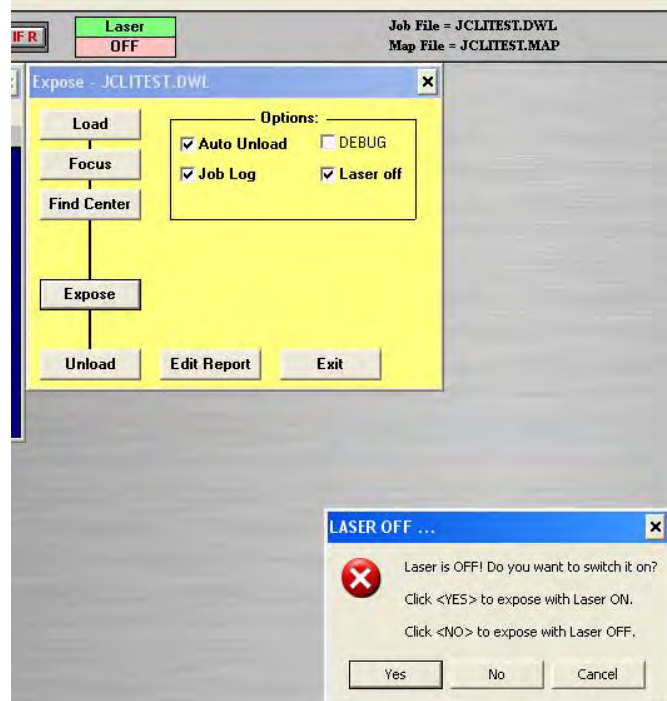 IF R
Laser
OFF
Job File = JCLITEST.DWL
Map File = JCLITEST.MAP
Expose - JCLITEST.DWL
Load
Focus
Find Center
Expose
Unload
Options:
Auto Unload
DEBUG
Job Log
Laser off
Edit Report
Exit
LASER OFF ...
Laser is OFF! Do you want to switch it on?
Click <YES> to expose with Laser ON.
Click <NO> to expose with Laser OFF.
Yes
No
Cancel